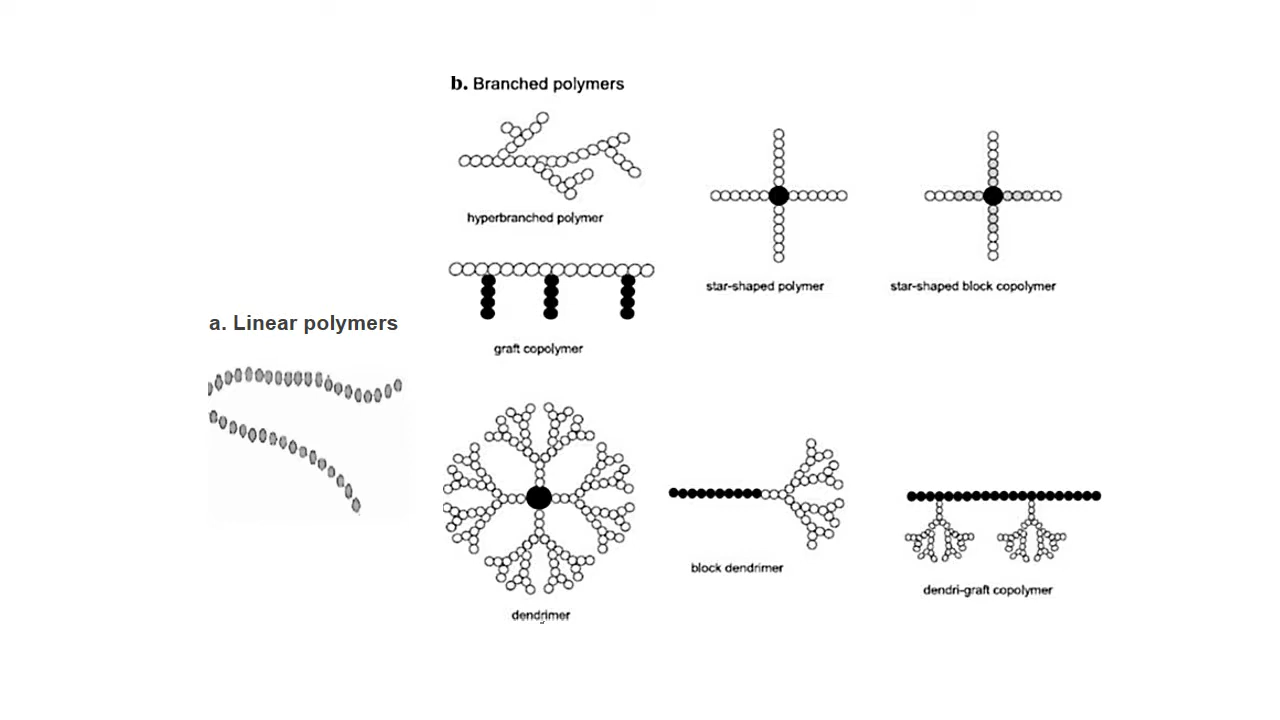 a. Linear polymers
b. Branched polymers
hyperbranched polymer
star-shaped polymer
star-shaped block copolymer
graft copolymer
dendrimer
block dendrimer
dendri-graft copolymer